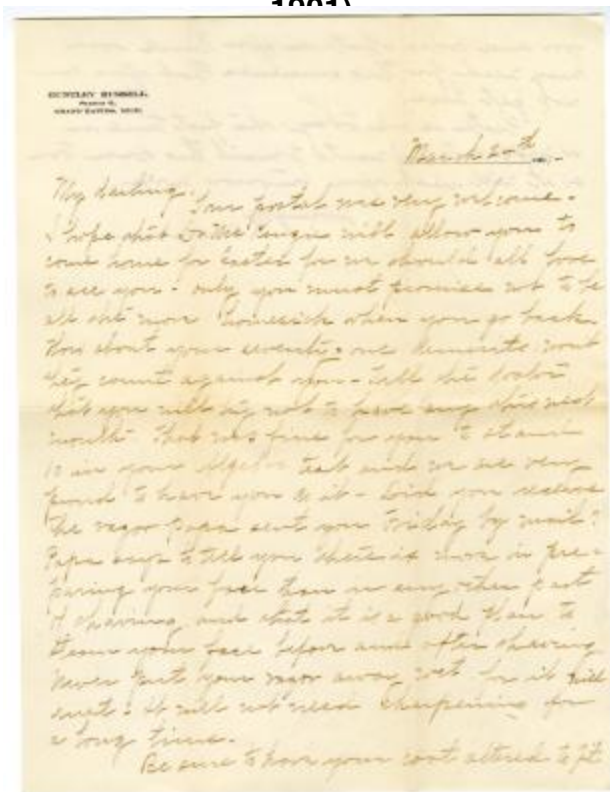 1901)
HUNTLEY RUSSELL,
GRAND RAPIDS, MICH.
March
My darling.
Your postal was very welcome.
I hope that will allow you to
come home for Easter for we should all love
to see you - only you must promise not to be
all the more homesick when you go back.
How about your seventy-one demerits wont
they count against you - tell the doctor
that you will try not to have any this next
month. That was fine for you to stand
in your Algebra test and we are very
proud to have you it - Did you receive
the razor Papa sent you Friday by mail?
Papa says to tell you there is more in pre-
paring your face than in any other part
of shaving, and that it is a good plan to
steam your face before and after shaving
Never put your razor away wet for it will
rust - it will not need sharpening for
a long time.
Be sure to have your coat altered to fit